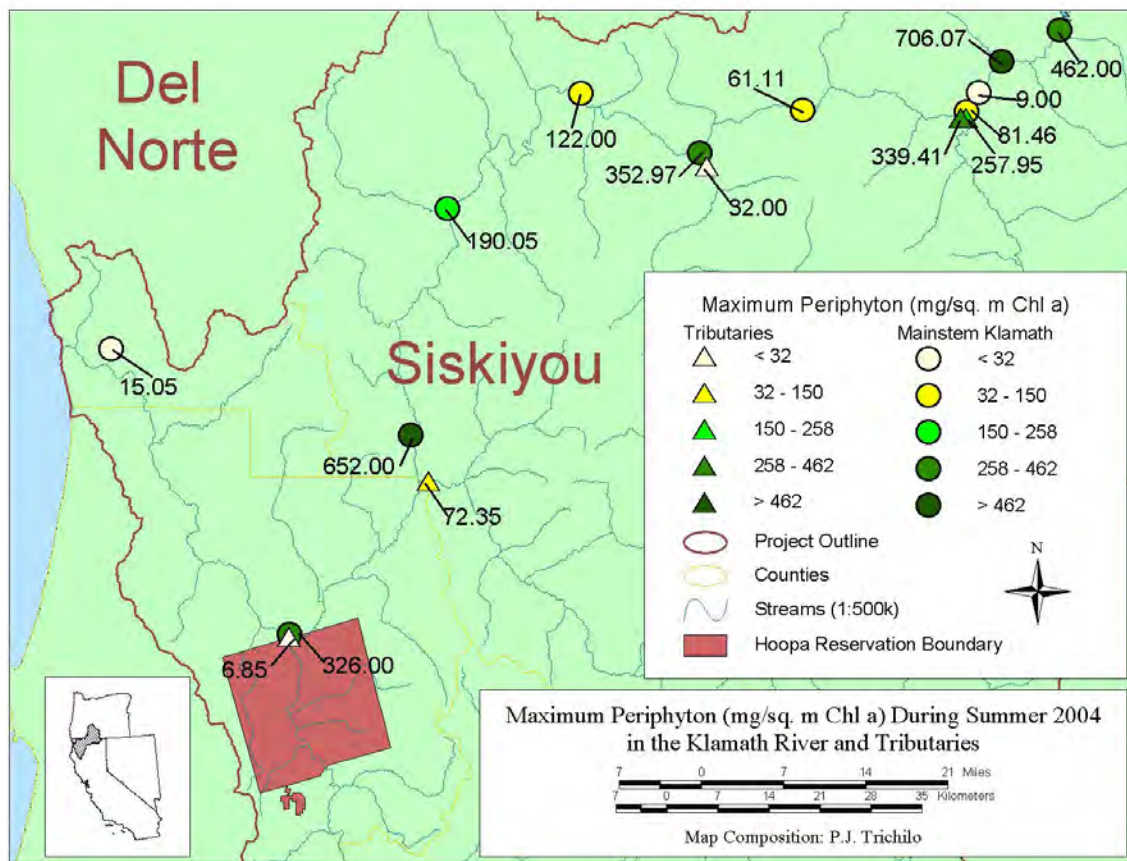 Del
Norte
706.07
462.00
61.11
9.00
122.00
81.46
339.41
257.95
352.97
32.00
190.05
15.05
Siskiyou
652.00
72.35
6.85
326.00
Maximum Periphyton (mg/sq. m Chl a)
Tributaries
Mainstem Klamath
< 32
< 32
32 - 150
32 - 150
150 - 258
150 - 258
258 - 462
258 - 462
> 462
> 462
Project Outline
Counties
Streams (1:500k)
Hoopa Reservation Boundary
N
Maximum Periphyton (mg/sq. m Chl a) During Summer 2004
in the Klamath River and Tributaries
7 0 7 14 21 Miles
7 0 7 14 21 28 35 Kilometers
Map Composition: P.J. Trichilo